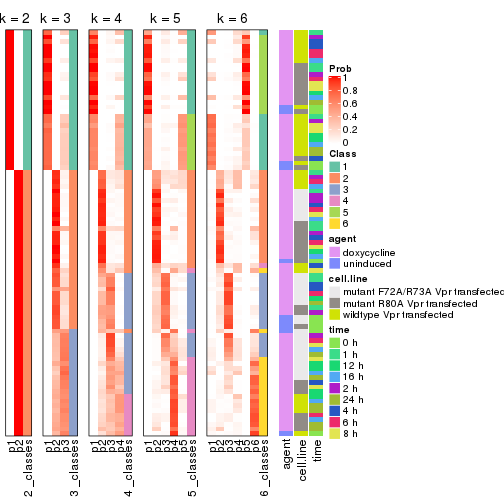 k = 2 k = 3 k = 4 k = 5 k = 6
Prob
1
0.8
0.6
0.4
0.2
0
Class
1
2
3
4
5
6
agent
doxycycline
uninduced
cell.line
mutant F72A/R73A Vpr transfected
mutant R80A Vpr transfected
wildtype Vpr transfected
time
0 h
1 h
12 h
16 h
2 h
24 h
4 h
6 h
8 h
p1 p2 2_classes p1 p2 p3 3_classes p1 p2 p3 p4 4_classes p1 p2 p3 p4 p5 5_classes p1 p2 p3 p4 p5 p6 6_classes agent cell.line time